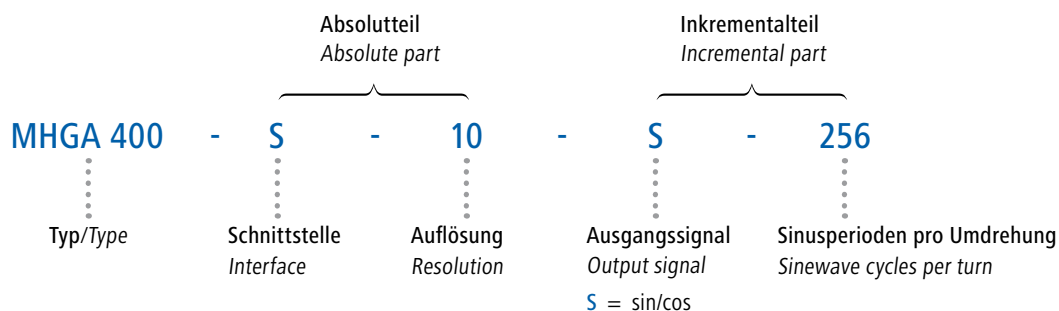 Absolutteil Inkrementalteil
Absolute part Incremental part
MHGA 400 - S - 10 - S - 256
Typ/Type Schnittstelle Auflösung Ausgangssignal Sinusperioden pro Umdrehung
Interface Resolution Output signal Sinewave cycles per turn
S = sin/cos